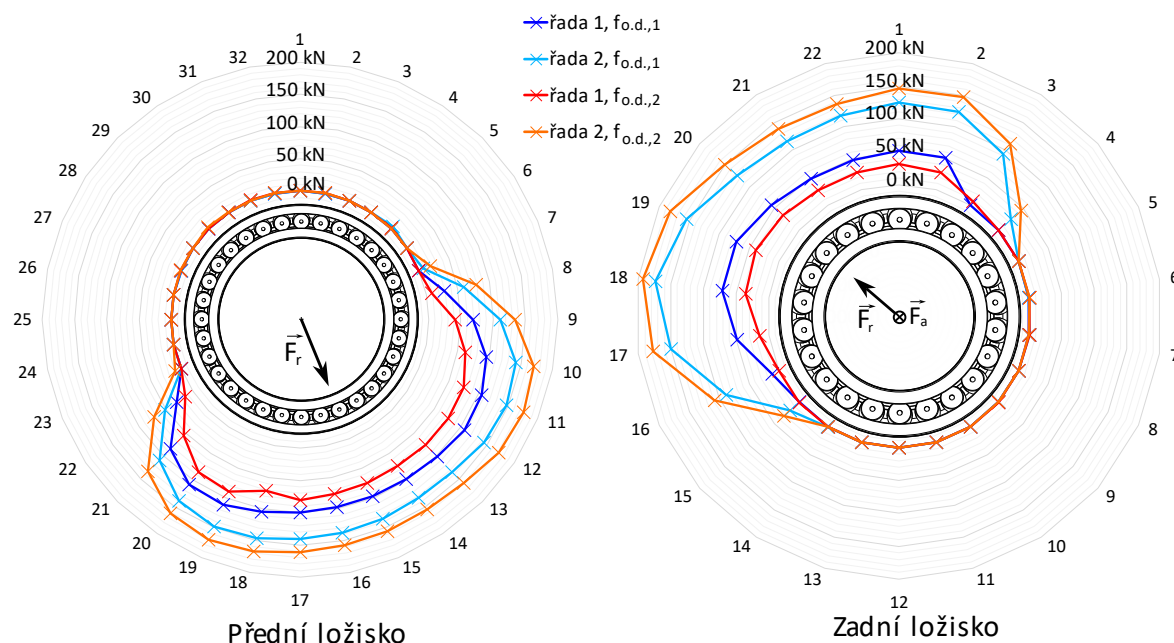 řada 1, fo.d.,1
řada 2, fo.d.,1
řada 1, fo.d.,2
řada 2, fo.d.,2
1
2
3
4
5
6
7
8
9
10
11
12
13
14
15
16
17
18
19
20
21
22
23
24
25
26
27
28
29
30
31
32
200 kN
150 kN
100 kN
50 kN
0 kN
Fr
Přední ložisko
1
2
3
4
5
6
7
8
9
10
11
12
13
14
15
16
17
18
19
20
21
22
200 kN
150 kN
100 kN
50 kN
0 kN
Fr
Fa
Zadní ložisko